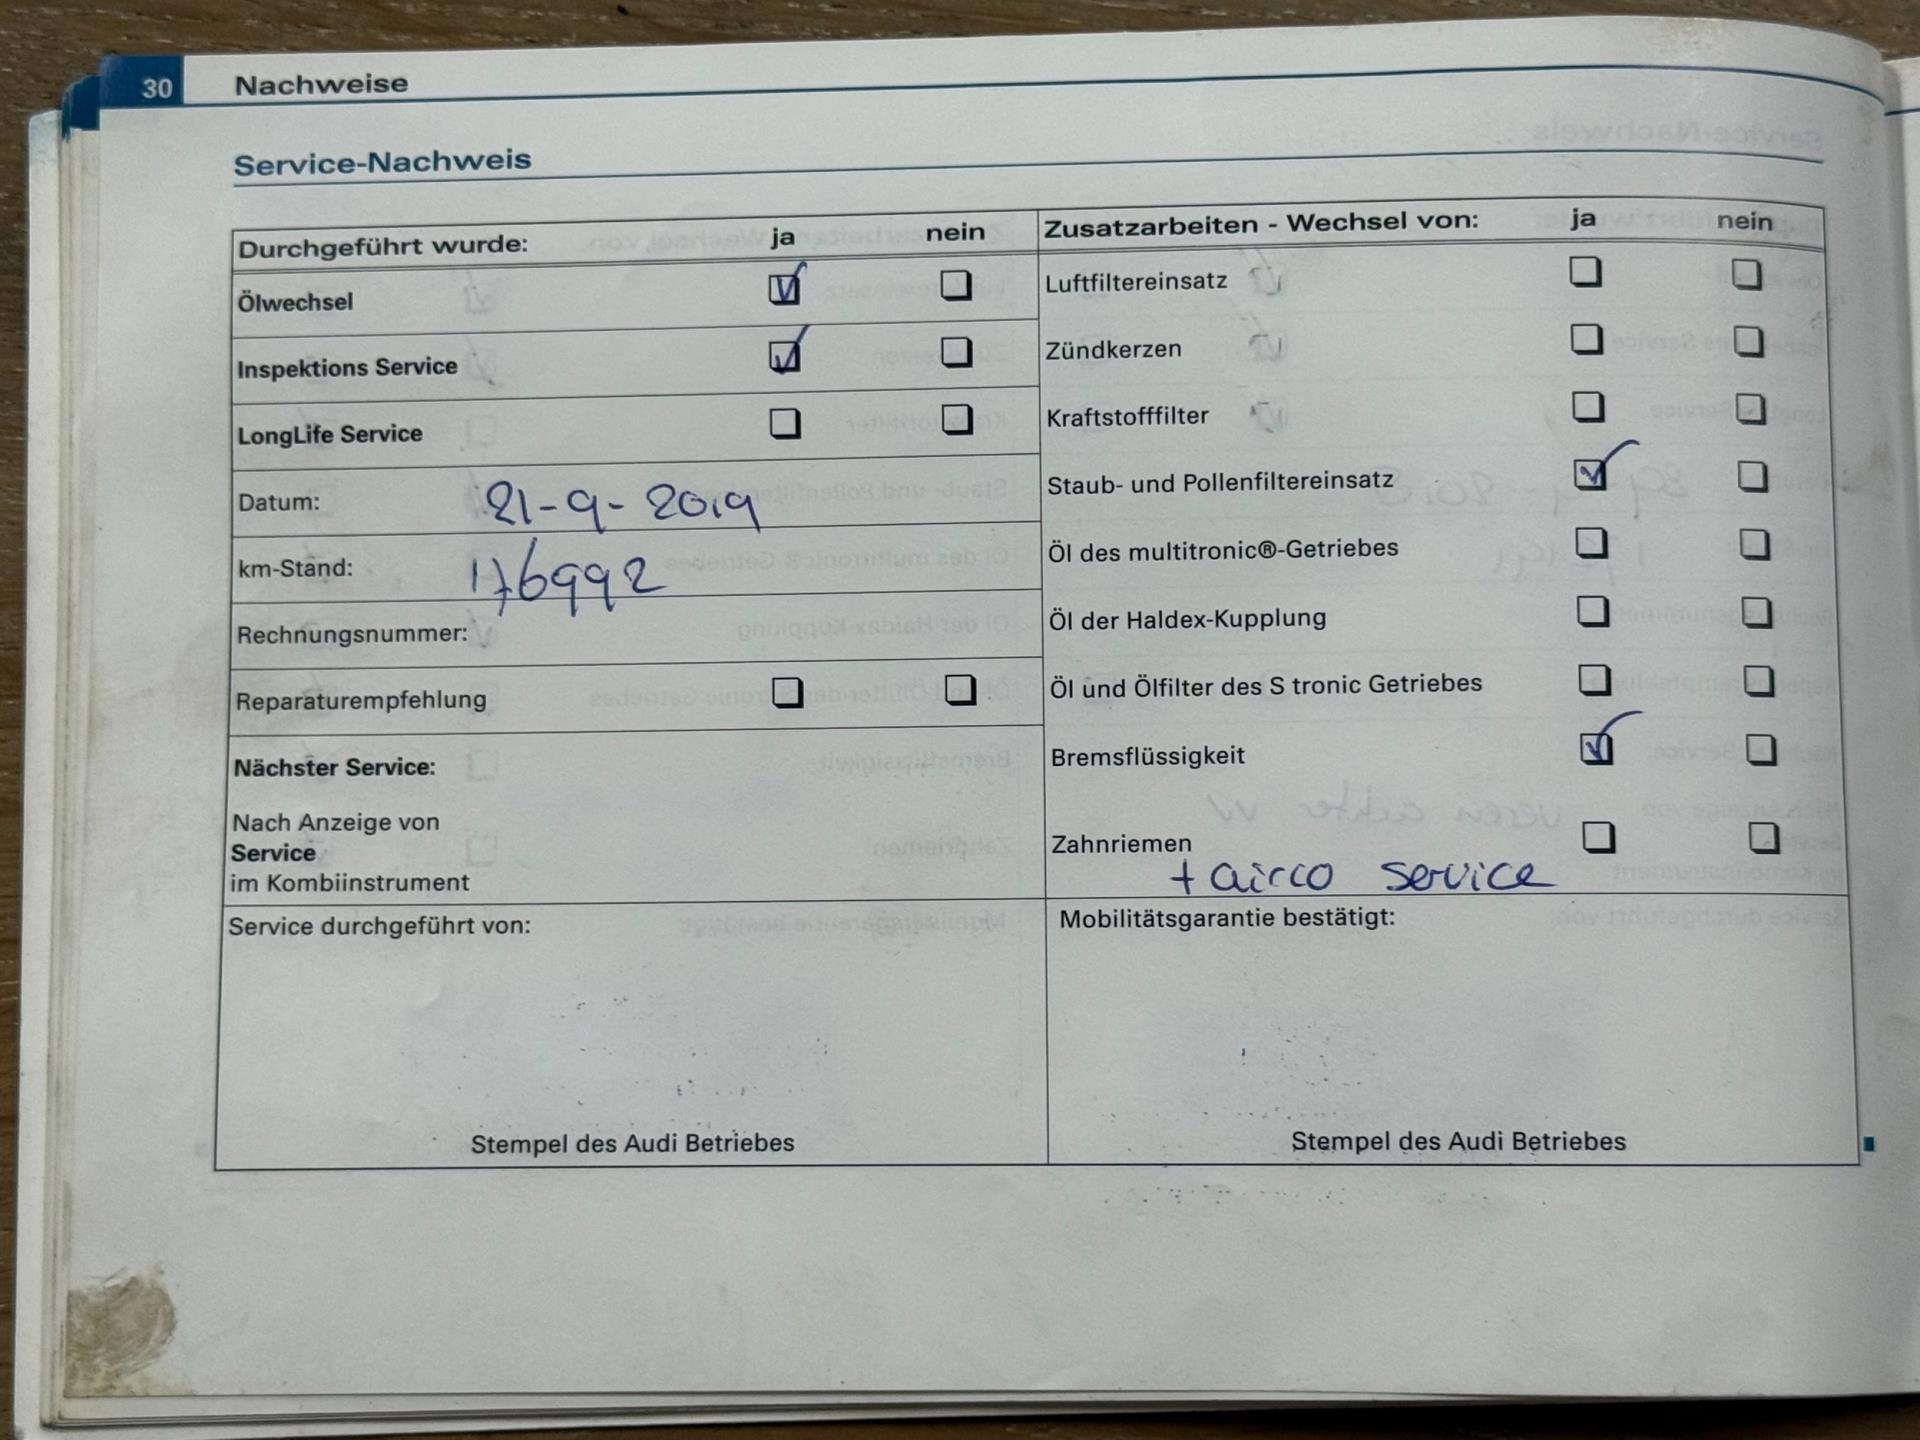 30 Nachweise
Service-Nachweis
Durchgeführt wurde: ja nein
Ölwechsel
Inspektions Service
LongLife Service
Datum: 21-9-2019
km-Stand: 176992
Rechnungsnummer:
Reparaturempfehlung
Nächster Service:
Nach Anzeige von
Service
im Kombiinstrument
Service durchgeführt von:
Stempel des Audi Betriebes
Zusatzarbeiten - Wechsel von: ja nein
Luftfiltereinsatz
Zündkerzen
Kraftstofffilter
Staub- und Pollenfiltereinsatz
Öl des multitronic®-Getriebes
Öl der Haldex-Kupplung
Öl und Ölfilter des S tronic Getriebes
Bremsflüssigkeit
Zahnriemen
+ airco service
Mobilitätsgarantie bestätigt:
Stempel des Audi Betriebes